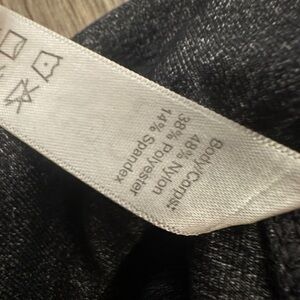 Body/Corps:
48% Nylon
38% Polyester
14% Spandex